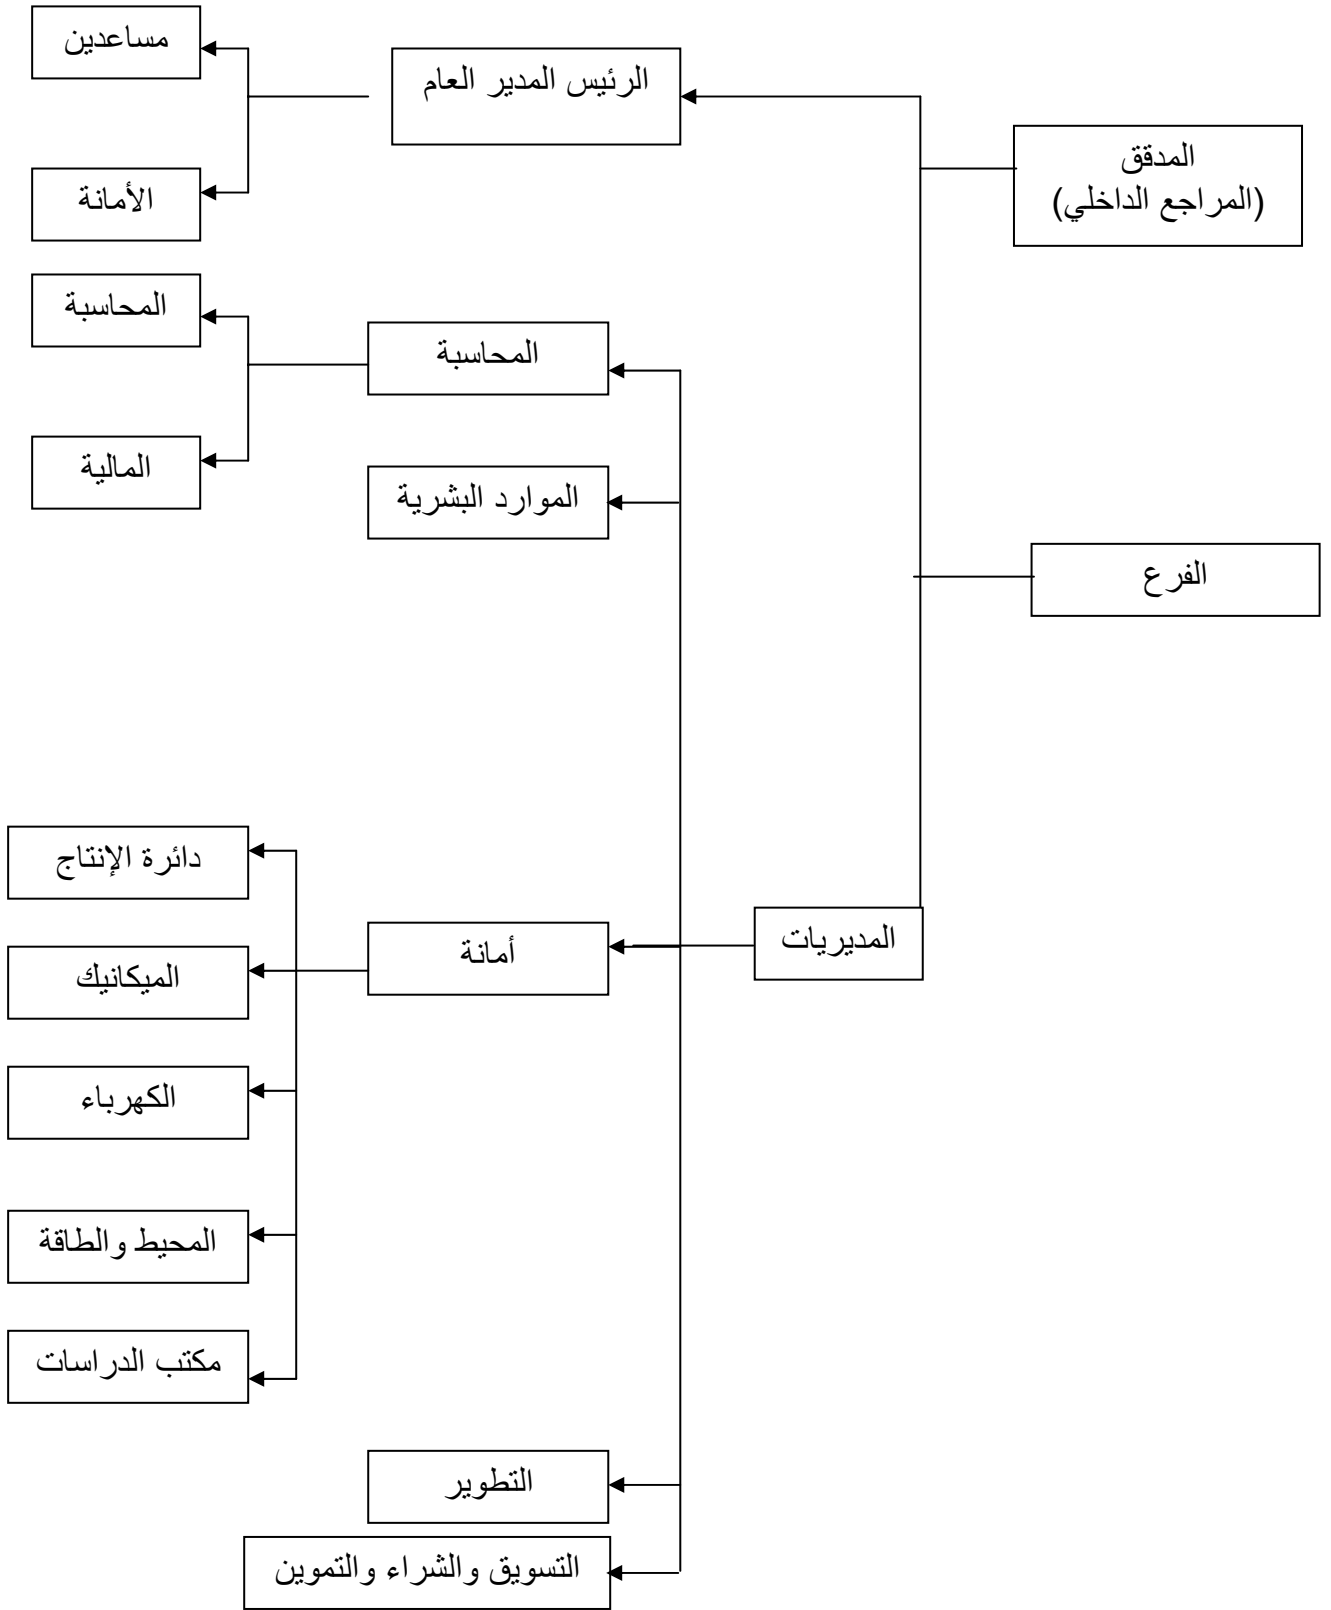 مساعدين
الرئيس المدير العام
المدقق
(المراجع الداخلي)
الأمانة
المحاسبة
المحاسبة
المالية
الموارد البشرية
الفرع
دائرة الإنتاج
المديريات
أمانة
الميكانيك
الكهرباء
المحيط والطاقة
مكتب الدراسات
التطوير
التسويق والشراء والتموين